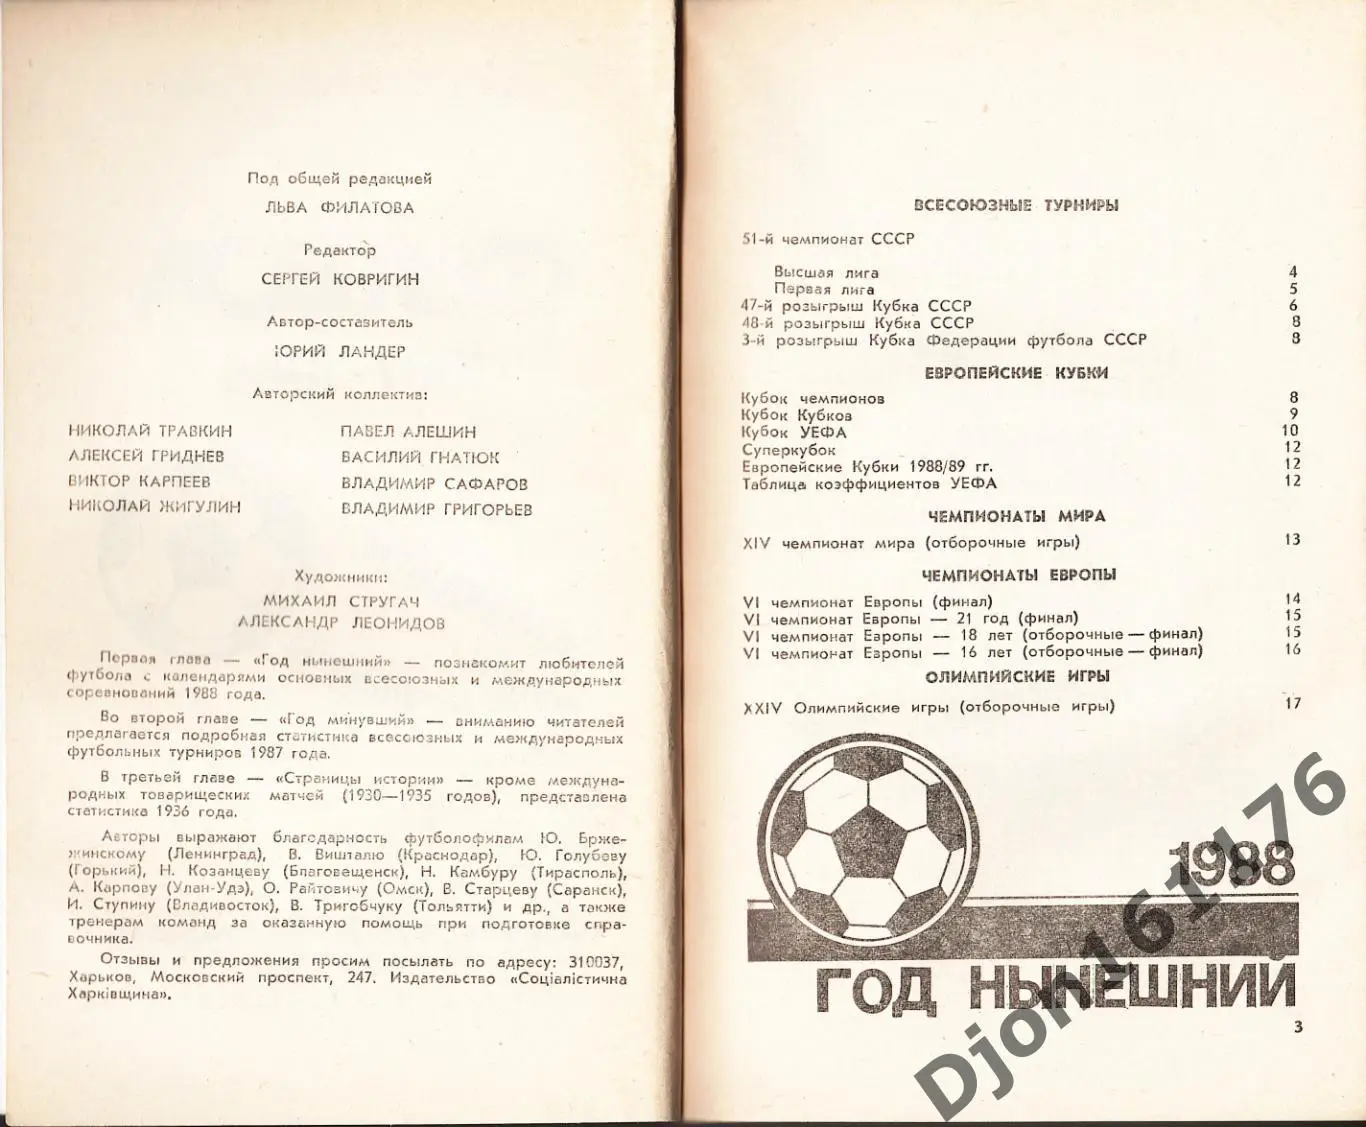 Под общей редакцией
ЛЬВА ФИЛАТОВА
Редактор
СЕРГЕЙ КОВРИГИН
Автор-составитель
ЮРИЙ ЛАНДЕР
Авторский коллектив:
НИКОЛАЙ ТРАВКИН ПАВЕЛ АЛЕШИН
АЛЕКСЕЙ ГРИДНЕВ ВАСИЛИЙ ГНАТЮК
ВИКТОР КАРПЕЕВ ВЛАДИМИР САФАРОВ
НИКОЛАЙ ЖИГУЛИН ВЛАДИМИР ГРИГОРЬЕВ
Художники:
МИХАИЛ СТРУГАЧ
АЛЕКСАНДР ЛЕОНИДОВ
Первая глава — «Год нынешний» — познакомит любителей
футбола с календарями основных всесоюзных и международных
соревнований 1988 года.
Во второй главе — «Год минувший» — вниманию читателей
предлагается подробная статистика всесоюзных и международных
футбольных турниров 1987 года.
В третьей главе — «Страницы истории» — кроме междуна-
родных товарищеских матчей (1930—1935 годов), представлена
статистика 1936 года.
Авторы выражают благодарность футболофилам Ю. Брже-
жинскому (Ленинград), В. Вишталю (Краснодар), Ю. Голубеву
(Горький), Н. Козанцеву (Благовещенск), Н. Камбуру (Тирасполь),
А. Карпову (Улан-Удэ), О. Райтовичу (Омск), В. Старцеву (Саранск),
И. Ступину (Владивосток), В. Тригобчуку (Тольятти) и др., а также
тренерам команд за оказанную помощь при подготовке спра-
вочника.
Отзывы и предложения просим посылать по адресу: 310037,
Харьков, Московский проспект, 247. Издательство «Соціалістична
Харківщина».
ВСЕСОЮЗНЫЕ ТУРНИРЫ
51-й чемпионат СССР
Высшая лига 4
Первая лига 5
47-й розыгрыш Кубка СССР 6
48-й розыгрыш Кубка СССР 8
3-й розыгрыш Кубка Федерации футбола СССР 8
ЕВРОПЕЙСКИЕ КУБКИ
Кубок чемпионов 8
Кубок Кубков 9
Кубок УЕФА 10
Суперкубок 12
Европейские Кубки 1988/89 гг. 12
Таблица коэффициентов УЕФА 12
ЧЕМПИОНАТЫ МИРА
XIV чемпионат мира (отборочные игры) 13
ЧЕМПИОНАТЫ ЕВРОПЫ
VI чемпионат Европы (финал) 14
VI чемпионат Европы — 21 год (финал) 15
VI чемпионат Европы — 18 лет (отборочные—финал) 15
VI чемпионат Европы — 16 лет (отборочные—финал) 16
ОЛИМПИЙСКИЕ ИГРЫ
XXIV Олимпийские игры (отборочные игры) 17
1988
ГОД НЫНЕШНИЙ
3
Djon161176